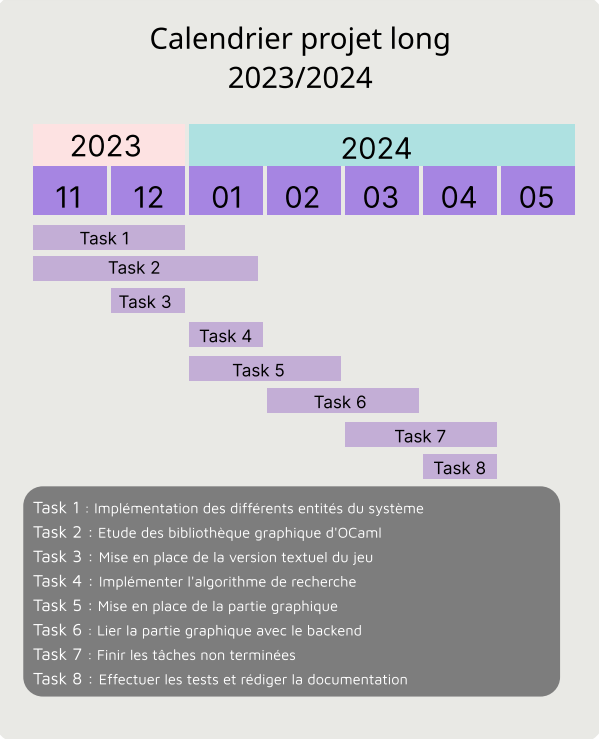 Calendrier projet long
2023/2024
2023 2024
11 12 01 02 03 04 05
Task 1
Task 2
Task 3
Task 4
Task 5
Task 6
Task 7
Task 8
Task 1 : Implémentation des différents entités du système
Task 2 : Etude des bibliothèque graphique d'OCaml
Task 3 : Mise en place de la version textuel du jeu
Task 4 : Implémenter l'algorithme de recherche
Task 5 : Mise en place de la partie graphique
Task 6 : Lier la partie graphique avec le backend
Task 7 : Finir les tâches non terminées
Task 8 : Effectuer les tests et rédiger la documentation